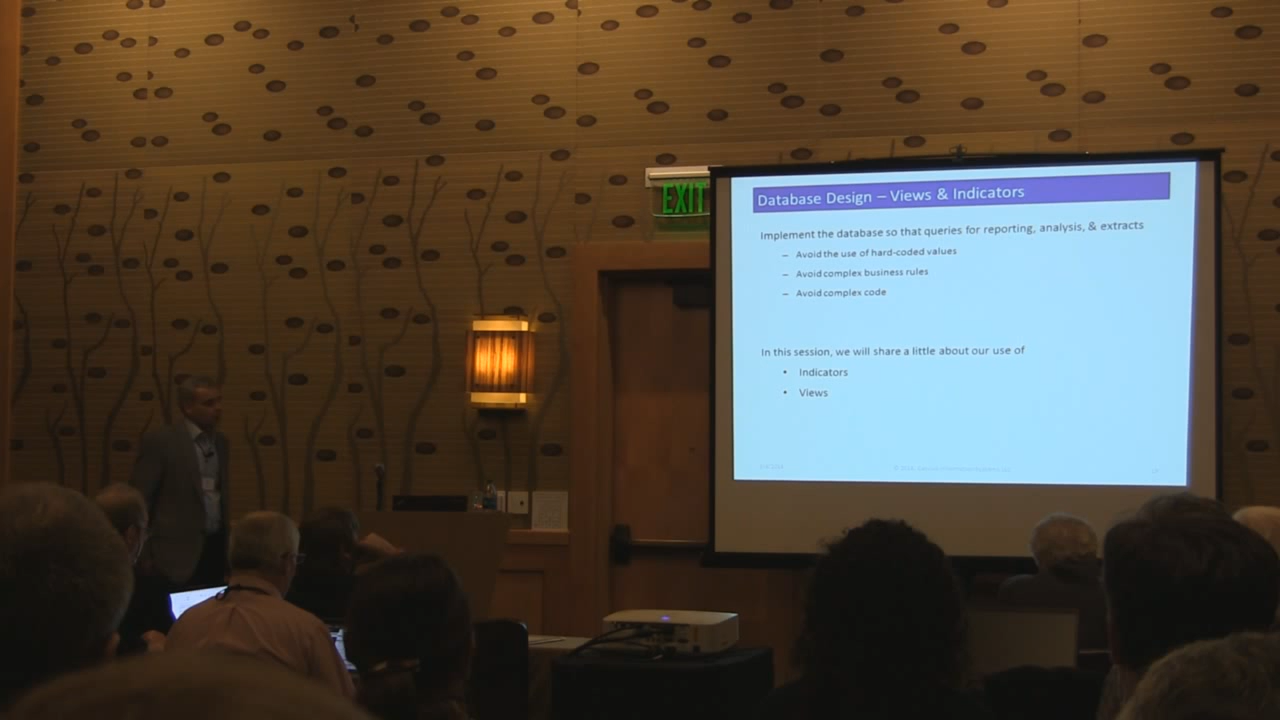 EXIT
Database Design – Views & Indicators
Implement the database so that queries for reporting, analysis, & extracts
– Avoid the use of hard-coded values
– Avoid complex business rules
– Avoid complex code
In this session, we will share a little about our use of
• Indicators
• Views